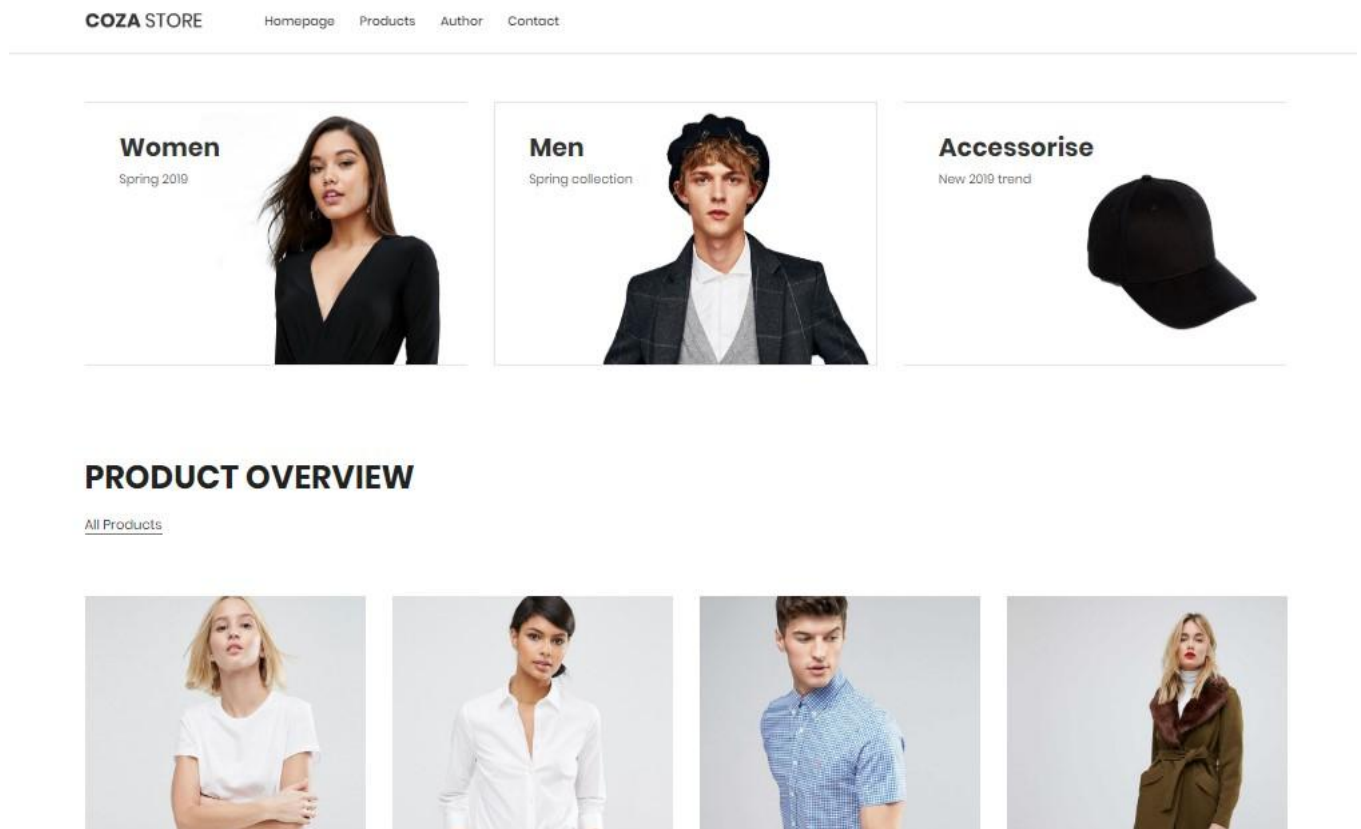 COZA STORE Homepage Products Author Contact
Women
Spring 2019
Men
Spring collection
Accessorise
New 2019 trend
PRODUCT OVERVIEW
All Products